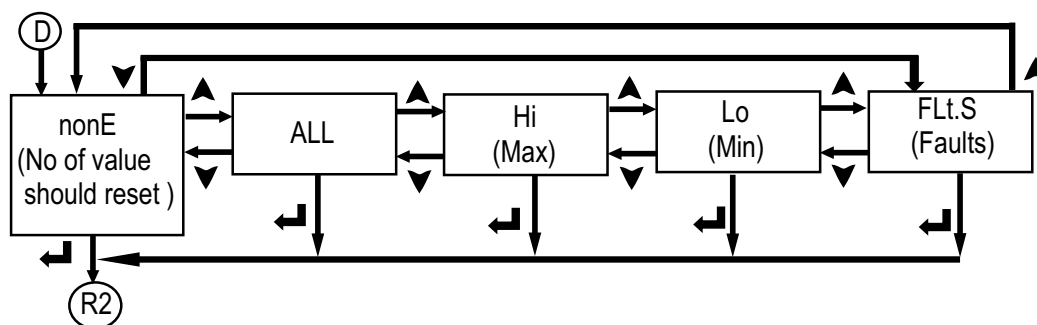 D
nonE
(No of value
should reset )
ALL
Hi
(Max)
Lo
(Min)
FLt.S
(Faults)
R2